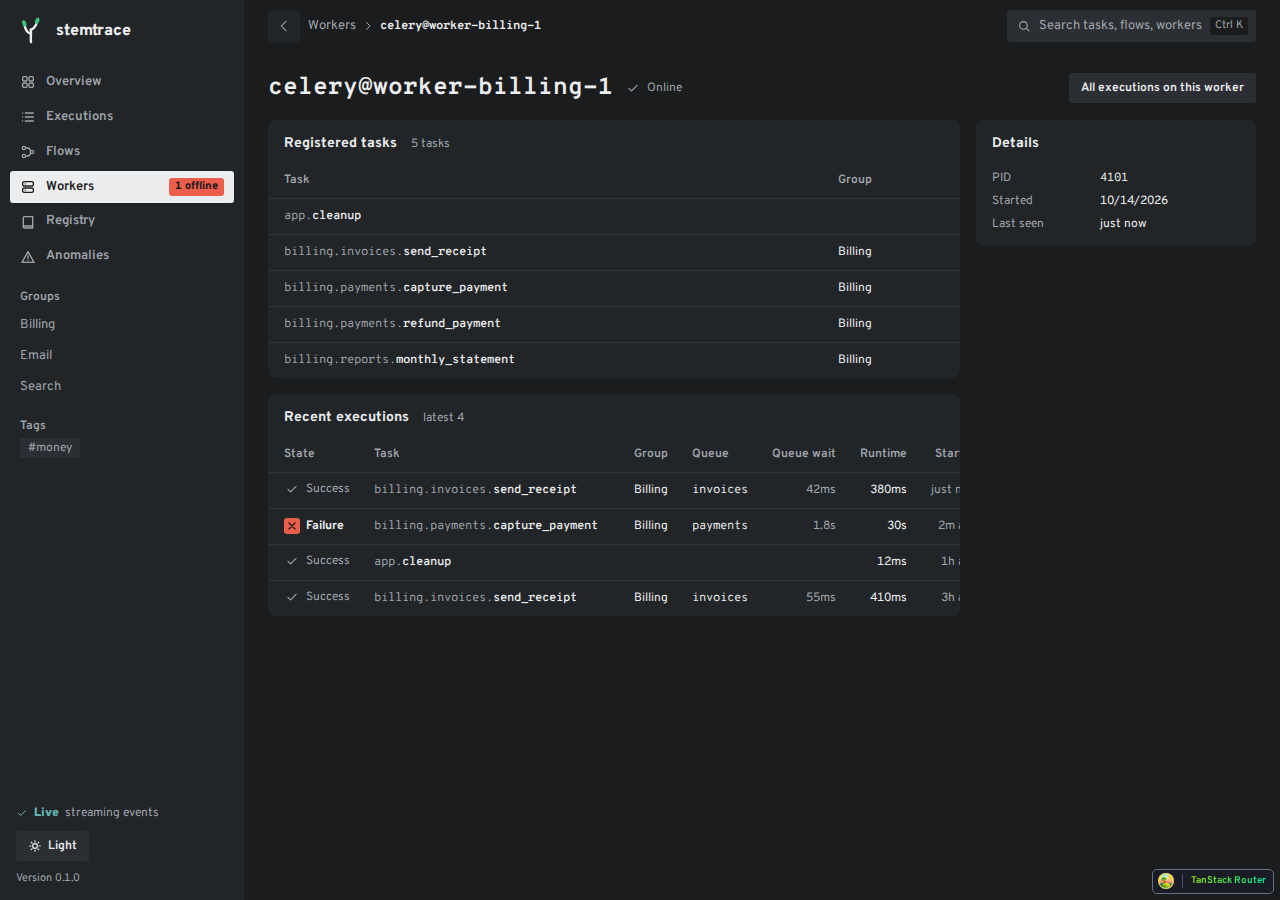 stemtrace
Overview
Executions
Flows
Workers 1 offline
Registry
Anomalies
Groups
Billing
Email
Search
Tags
#money
Live streaming events
Light
Version 0.1.0
Workers celery@worker-billing-1
Search tasks, flows, workers Ctrl K
celery@worker-billing-1 Online
All executions on this worker
Registered tasks 5 tasks
Task Group
app.cleanup
billing.invoices.send_receipt Billing
billing.payments.capture_payment Billing
billing.payments.refund_payment Billing
billing.reports.monthly_statement Billing
Recent executions latest 4
State Task Group Queue Queue wait Runtime
Success billing.invoices.send_receipt Billing invoices 42ms 380ms just
Failure billing.payments.capture_payment Billing payments 1.8s 30s 2m
Success app.cleanup 12ms 1h
Success billing.invoices.send_receipt Billing invoices 55ms 410ms 3h
Details
PID 4101
Started 10/14/2026
Last seen just now
TanStack Router